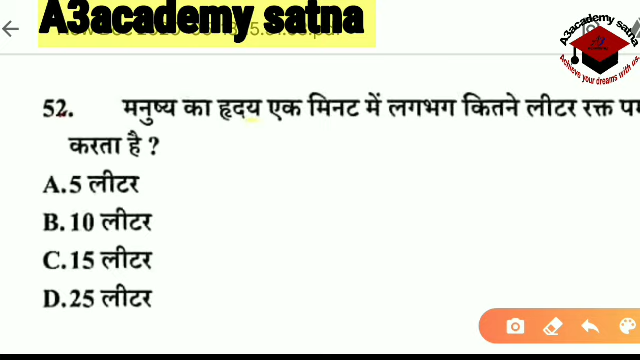 A3academy satna
A3academy satna
Achieve your dreams with us.
52. मनुष्य का हृदय एक मिनट में लगभग कितने लीटर रक्त
करता है ?
A.5 लीटर
B.10 लीटर
C.15 लीटर
D.25 लीटर